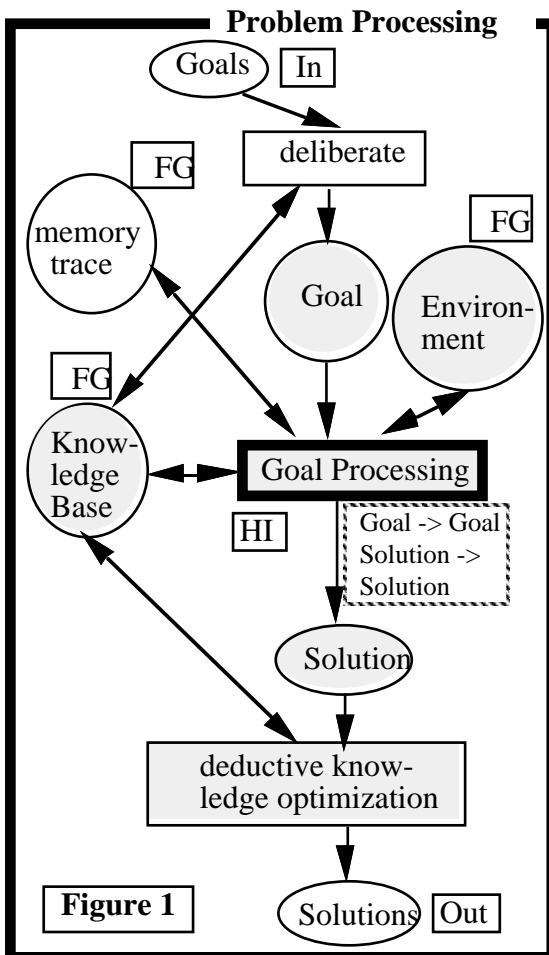 Problem Processing
Goals
In
deliberate
FG
memory
trace
FG
Goal
Environ-
ment
FG
Know-
ledge
Base
Goal Processing
HI
Goal -> Goal
Solution ->
Solution
Solution
deductive know-
ledge optimization
Figure 1
Solutions
Out